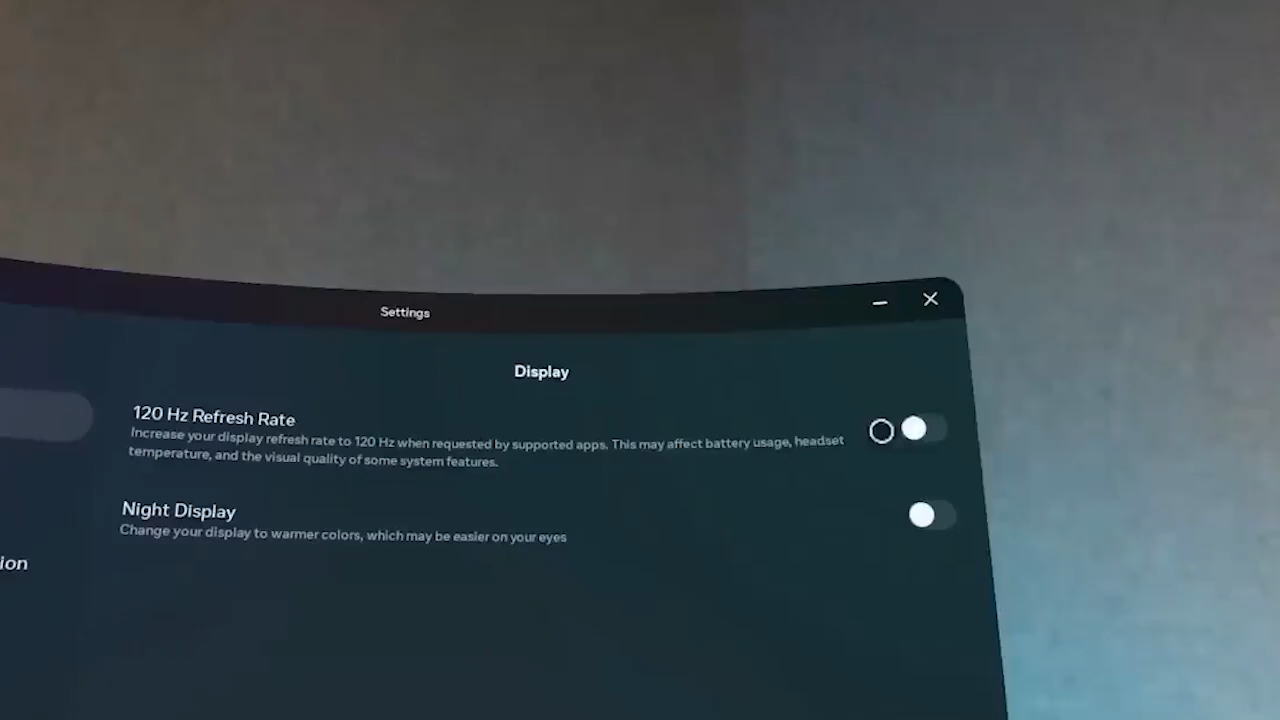 Settings
Display
120 Hz Refresh Rate
Increase your display refresh rate to 120 Hz when requested by supported apps. This may affect battery usage, headset
temperature, and the visual quality of some system features.
Night Display
Change your display to warmer colors, which may be easier on your eyes
ion